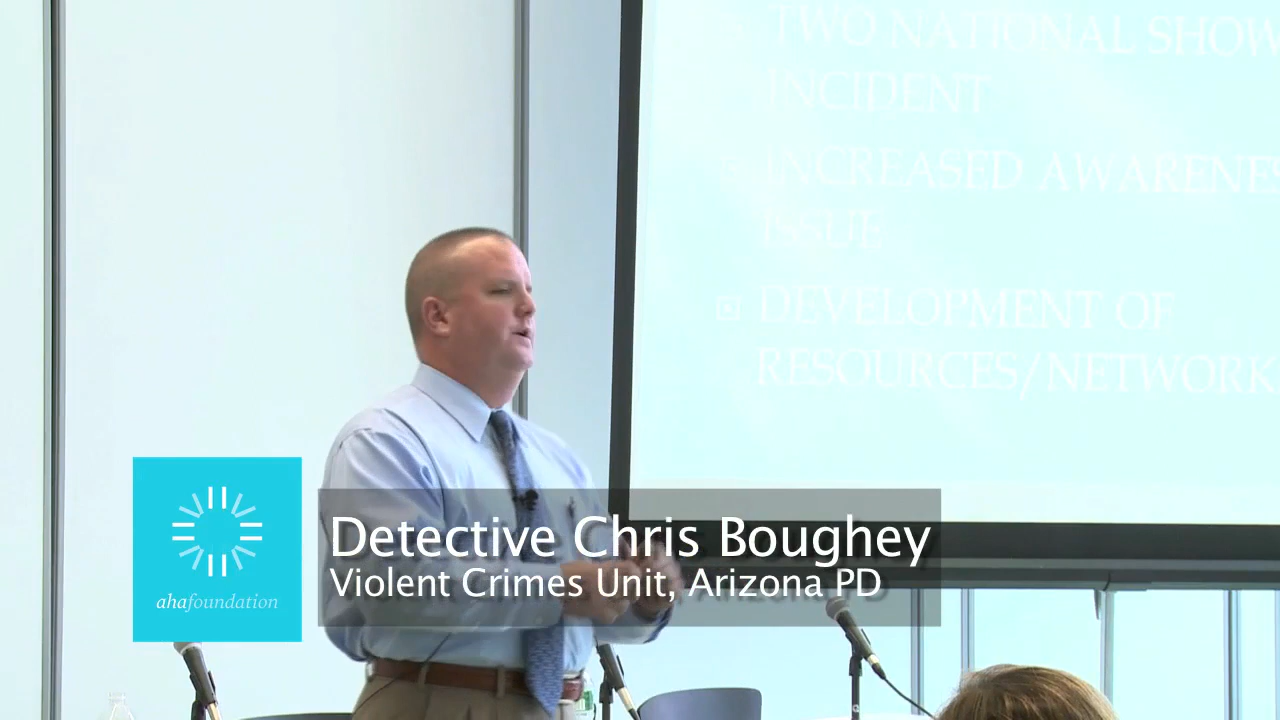 TWO NATIONAL SHOW
INCIDENT
INCREASED AWARENES
ISSUE
DEVELOPMENT OF
RESOURCES/NETWORK
Detective Chris Boughey
Violent Crimes Unit, Arizona PD
ahafoundation